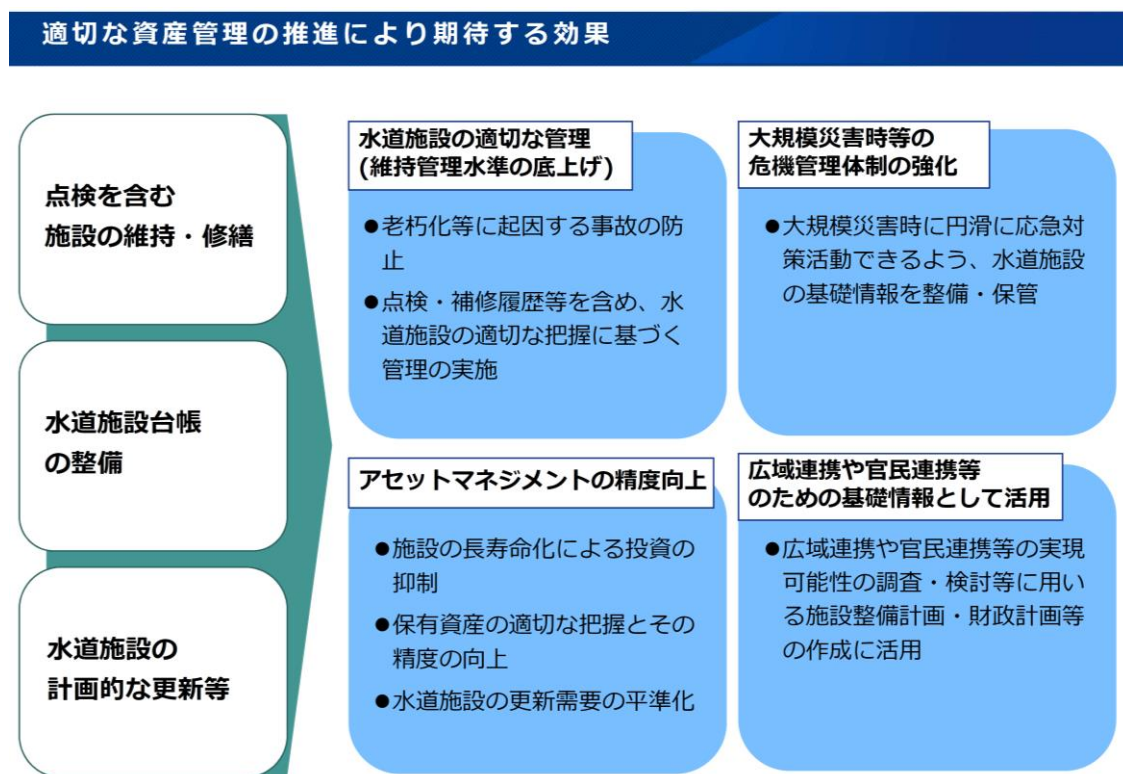 適切な資産管理の推進により期待する効果
点検を含む
施設の維持・修繕
水道施設台帳
の整備
水道施設の
計画的な更新等
水道施設の適切な管理
(維持管理水準の底上げ)
●老朽化等に起因する事故の防
止
●点検・補修履歴等を含め、水
道施設の適切な把握に基づく
管理の実施
大規模災害時等の
危機管理体制の強化
●大規模災害時に円滑に応急対
策活動できるよう、水道施設
の基礎情報を整備・保管
アセットマネジメントの精度向上
●施設の長寿命化による投資の
抑制
●保有資産の適切な把握とその
精度の向上
●水道施設の更新需要の平準化
広域連携や官民連携等
のための基礎情報として活用
●広域連携や官民連携等の実現
可能性の調査・検討等に用い
る施設整備計画・財政計画等
の作成に活用